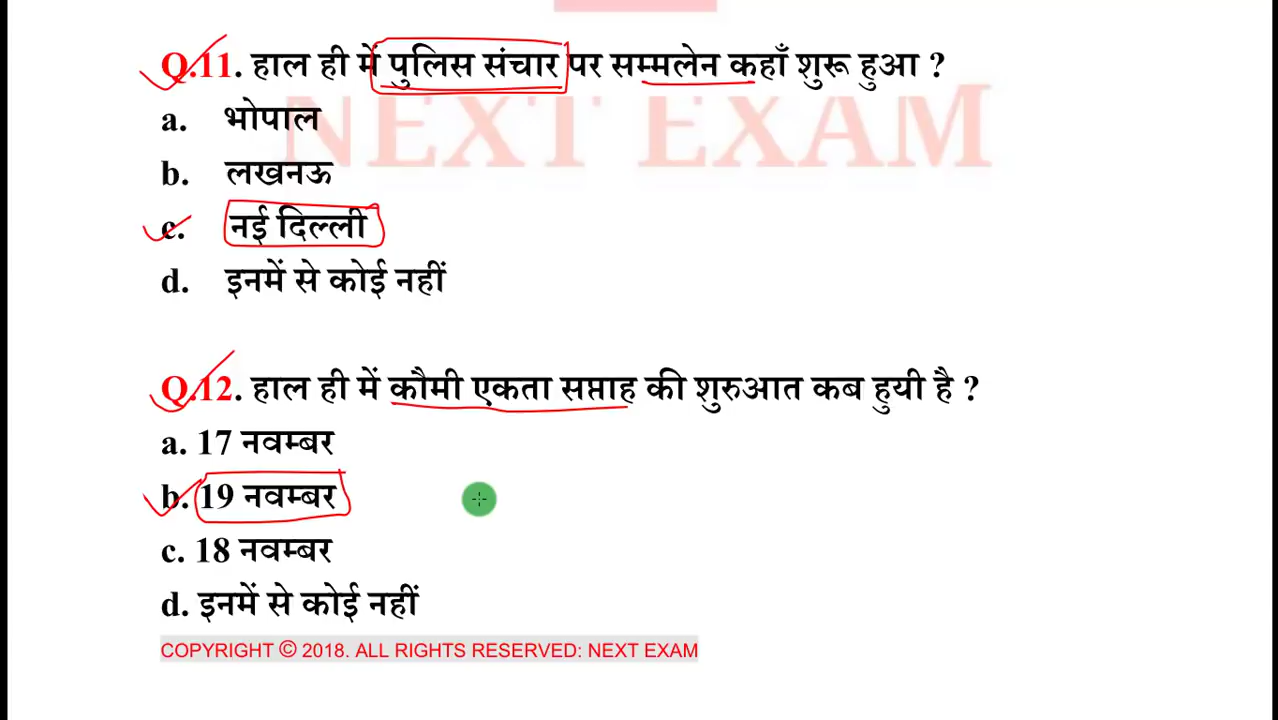 Q.11. हाल ही में पुलिस संचार पर सम्मलेन कहाँ शुरू हुआ ?
NEXT EXAM
a. भोपाल
b. लखनऊ
c. नई दिल्ली
d. इनमें से कोई नहीं
Q.12. हाल ही में कौमी एकता सप्ताह की शुरुआत कब हुयी है ?
a. 17 नवम्बर
b. 19 नवम्बर
c. 18 नवम्बर
d. इनमें से कोई नहीं
COPYRIGHT © 2018. ALL RIGHTS RESERVED: NEXT EXAM